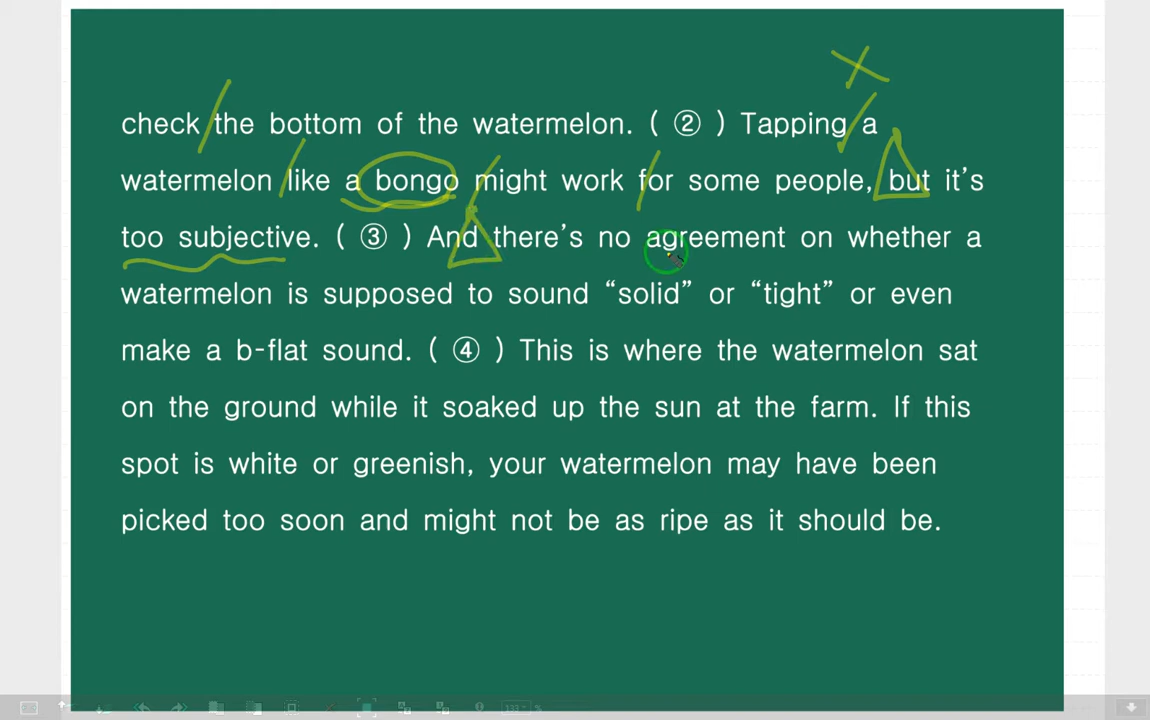 check the bottom of the watermelon. ( ② ) Tapping a
watermelon like a bongo might work for some people, but it's
too subjective. ( ③ ) And there's no agreement on whether a
watermelon is supposed to sound “solid” or “tight” or even
make a b-flat sound. ( ④ ) This is where the watermelon sat
on the ground while it soaked up the sun at the farm. If this
spot is white or greenish, your watermelon may have been
picked too soon and might not be as ripe as it should be.
133 %